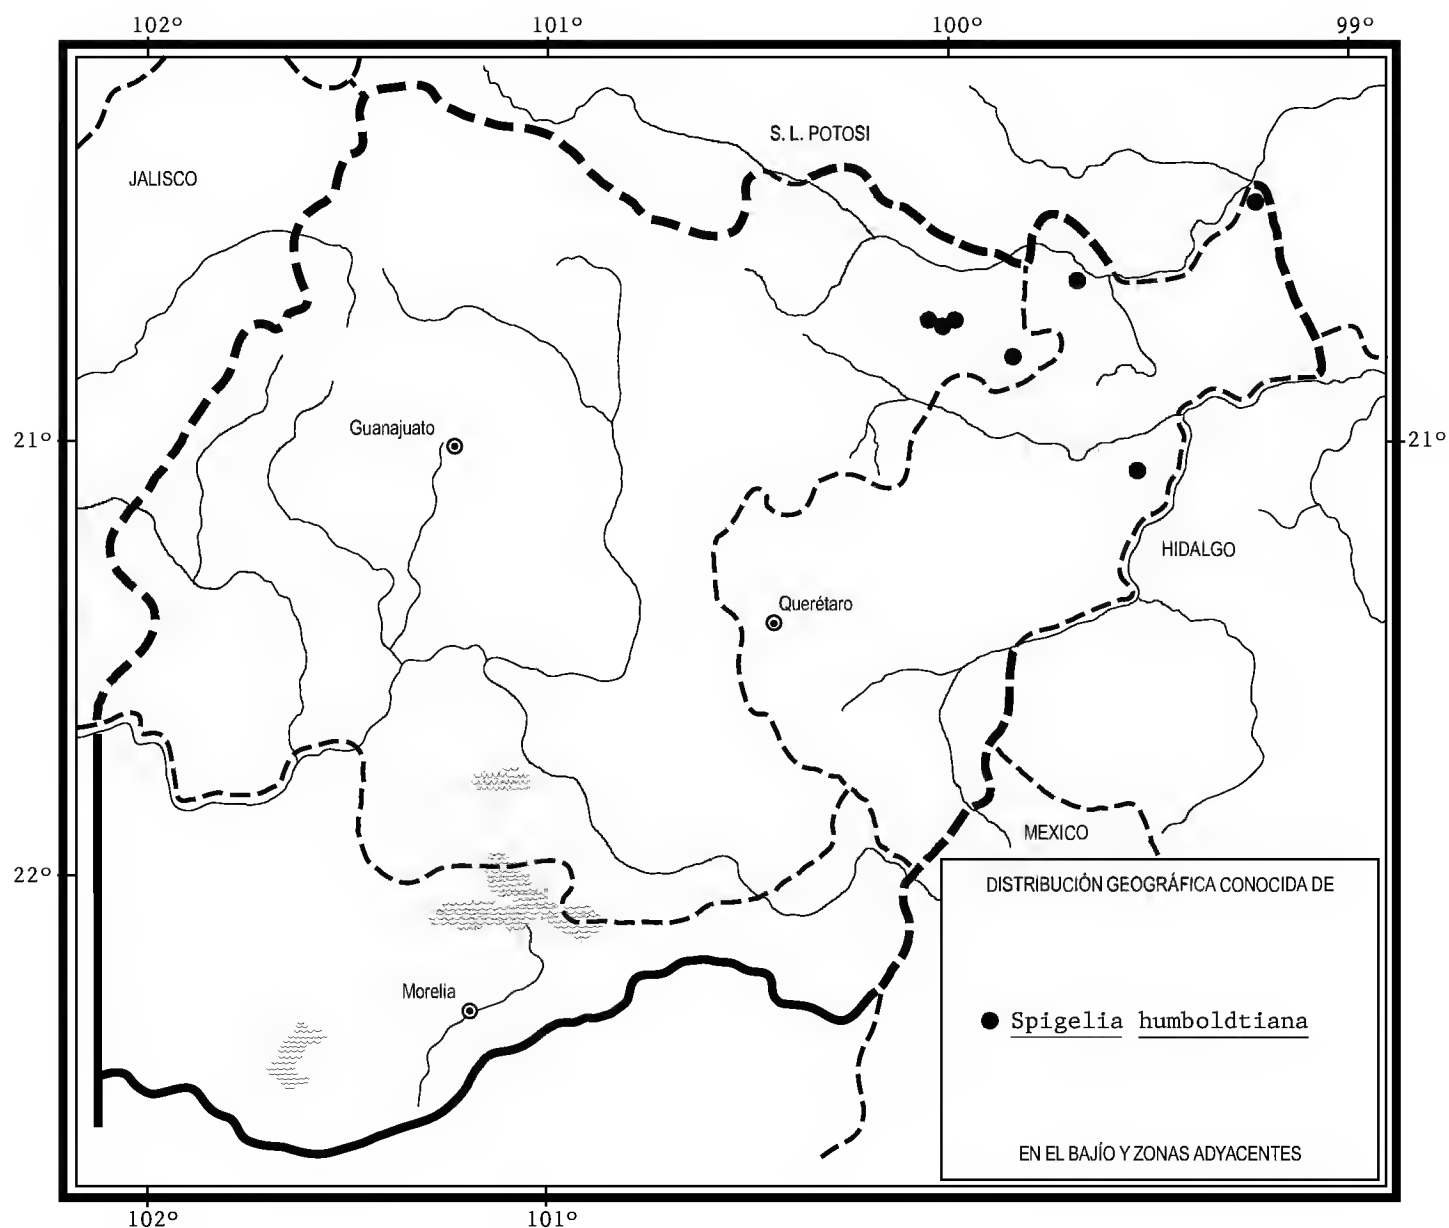 102° 101° 100° 99°
S. L. POTOSI
JALISCO
Guanajuato
21° 21°
HIDALGO
Querétaro
MEXICO
22°
DISTRIBUCIÓN GEOGRÁFICA CONOCIDA DE
Morelia
Spigelia humboldtiana
EN EL BAJÍO Y ZONAS ADYACENTES
102° 101°